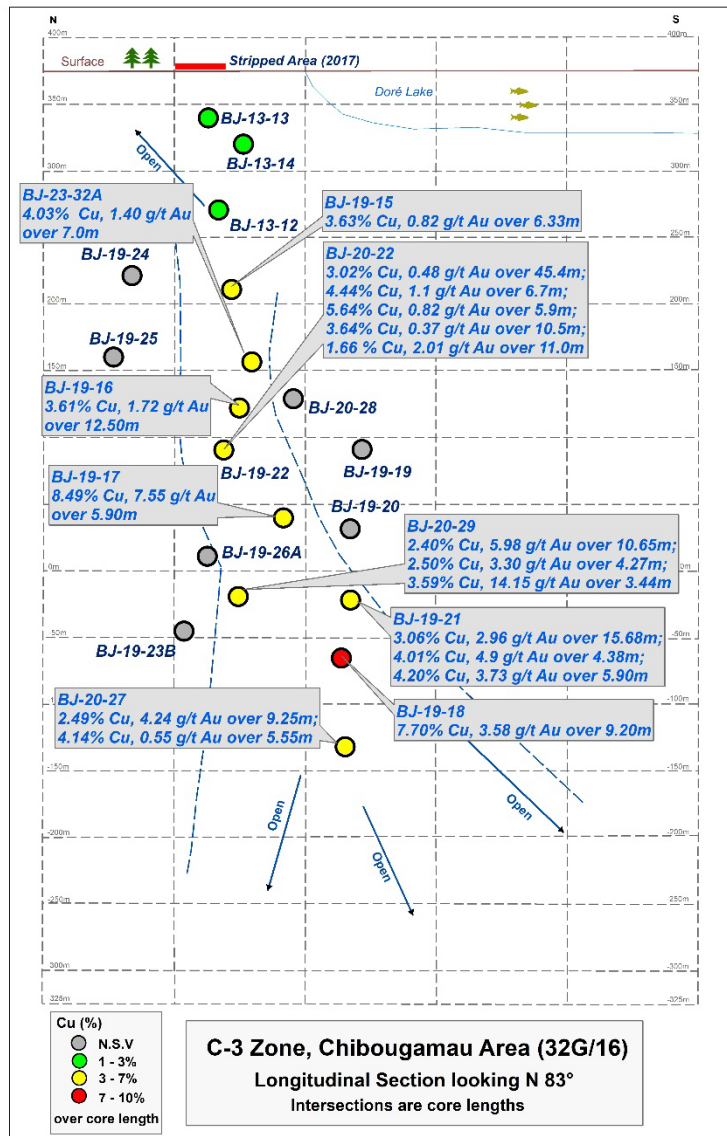 N
S
400m
400m
Surface
Stripped Area (2017)
Doré Lake
350m
350m
BJ-13-13
BJ-13-14
Open
300m
300m
BJ-23-32A
4.03% Cu, 1.40 g/t Au
over 7.0m
BJ-13-12
BJ-19-15
3.63% Cu, 0.82 g/t Au over 6.33m
250m
BJ-19-24
BJ-20-22
3.02% Cu, 0.48 g/t Au over 45.4m;
4.44% Cu, 1.1 g/t Au over 6.7m;
5.64% Cu, 0.82 g/t Au over 5.9m;
3.64% Cu, 0.37 g/t Au over 10.5m;
1.66 % Cu, 2.01 g/t Au over 11.0m
200m
200m
BJ-19-25
150m
150m
BJ-19-16
3.61% Cu, 1.72 g/t Au
over 12.50m
BJ-20-28
100m
BJ-19-22
BJ-19-19
BJ-19-17
8.49% Cu, 7.55 g/t Au
over 5.90m
50m
BJ-19-20
BJ-20-29
2.40% Cu, 5.98 g/t Au over 10.65m;
2.50% Cu, 3.30 g/t Au over 4.27m;
3.59% Cu, 14.15 g/t Au over 3.44m
BJ-19-26A
0m
0m
BJ-19-21
3.06% Cu, 2.96 g/t Au over 15.68m;
4.01% Cu, 4.9 g/t Au over 4.38m;
4.20% Cu, 3.73 g/t Au over 5.90m
50m
BJ-19-23B
BJ-20-27
2.49% Cu, 4.24 g/t Au over 9.25m;
4.14% Cu, 0.55 g/t Au over 5.55m
BJ-19-18
7.70% Cu, 3.58 g/t Au over 9.20m
-100m
-100m
-150m
-150m
Open
Open
Open
-200m
-200m
-250m
-250m
-300m
-300m
-325m
Cu (%)
N.S.V
1 - 3%
3 - 7%
7 - 10%
over core length
C-3 Zone, Chibougamau Area (32G/16)
Longitudinal Section looking N 83°
Intersections are core lengths